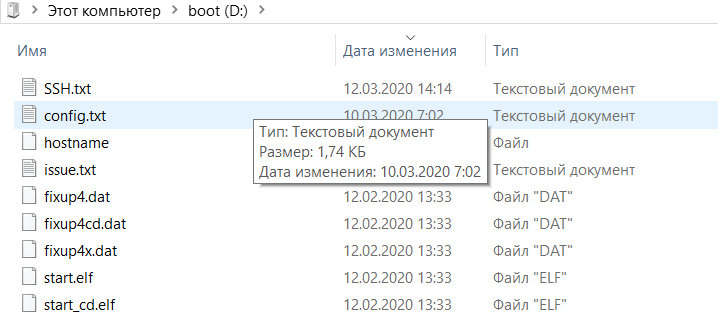 Этот компьютер > boot (D:) >
Имя Дата изменения Тип
SSH.txt 12.03.2020 14:14 Текстовый документ
config.txt 10.03.2020 7:02 Текстовый документ
hostname Файл
issue.txt Текстовый документ
Тип: Текстовый документ
Размер: 1,74 КБ
Дата изменения: 10.03.2020 7:02
fixup4.dat 12.02.2020 13:33 Файл "DAT"
fixup4cd.dat 12.02.2020 13:33 Файл "DAT"
fixup4x.dat 12.02.2020 13:33 Файл "DAT"
start.elf 12.02.2020 13:33 Файл "ELF"
start_cd.elf 12.02.2020 13:33 Файл "ELF"